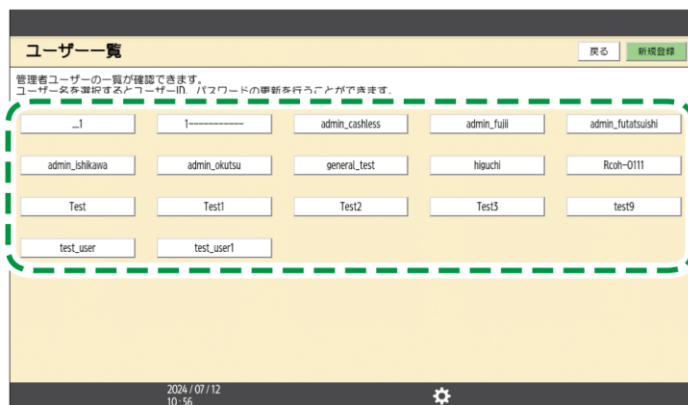 ユーザー一覧
戻る
新規登録
管理者ユーザーの一覧が確認できます。
ユーザー名を選択するとユーザーID、パスワードの更新を行うことができます。
_1
1-----------
admin_cashless
admin_fujii
admin_futatsuishi
admin_ishikawa
admin_okutsu
general_test
higuchi
Rcoh-0111
Test
Test1
Test2
Test3
test9
test_user
test_user1
2024/07/12
10:56